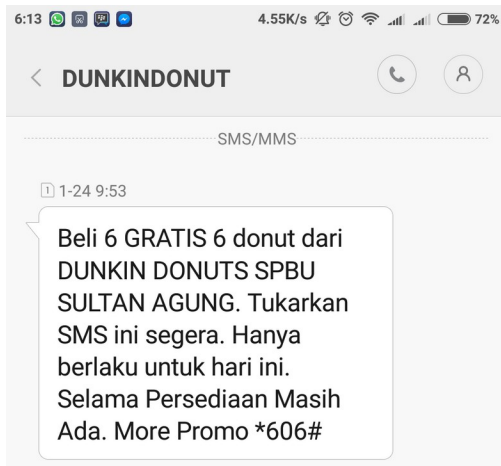 6:13 4.55K/s 72%
DUNKINDONUT
SMS/MMS
1 1-24 9:53
Beli 6 GRATIS 6 donut dari
DUNKIN DONUTS SPBU
SULTAN AGUNG. Tukarkan
SMS ini segera. Hanya
berlaku untuk hari ini.
Selama Persediaan Masih
Ada. More Promo *606#